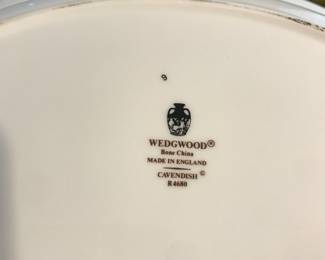 9
WEDGWOOD®
Bone China
MADE IN ENGLAND
CAVENDISH ©
R4680